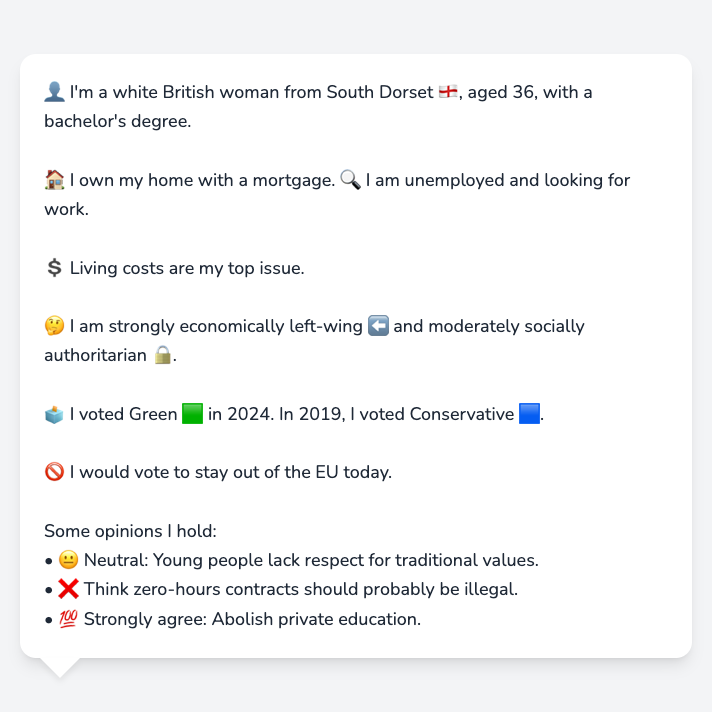 👤 I'm a white British woman from South Dorset 🏴󠁧󠁢󠁥󠁮󠁧󠁿, aged 36, with a
bachelor's degree.
🏠 I own my home with a mortgage. 🔍 I am unemployed and looking for
work.
💲 Living costs are my top issue.
🤔 I am strongly economically left-wing ⬅️ and moderately socially
authoritarian 🔒.
🗳️ I voted Green 🟩 in 2024. In 2019, I voted Conservative 🟦.
🚫 I would vote to stay out of the EU today.
Some opinions I hold:
• 😐 Neutral: Young people lack respect for traditional values.
• ❌ Think zero-hours contracts should probably be illegal.
• 💯 Strongly agree: Abolish private education.